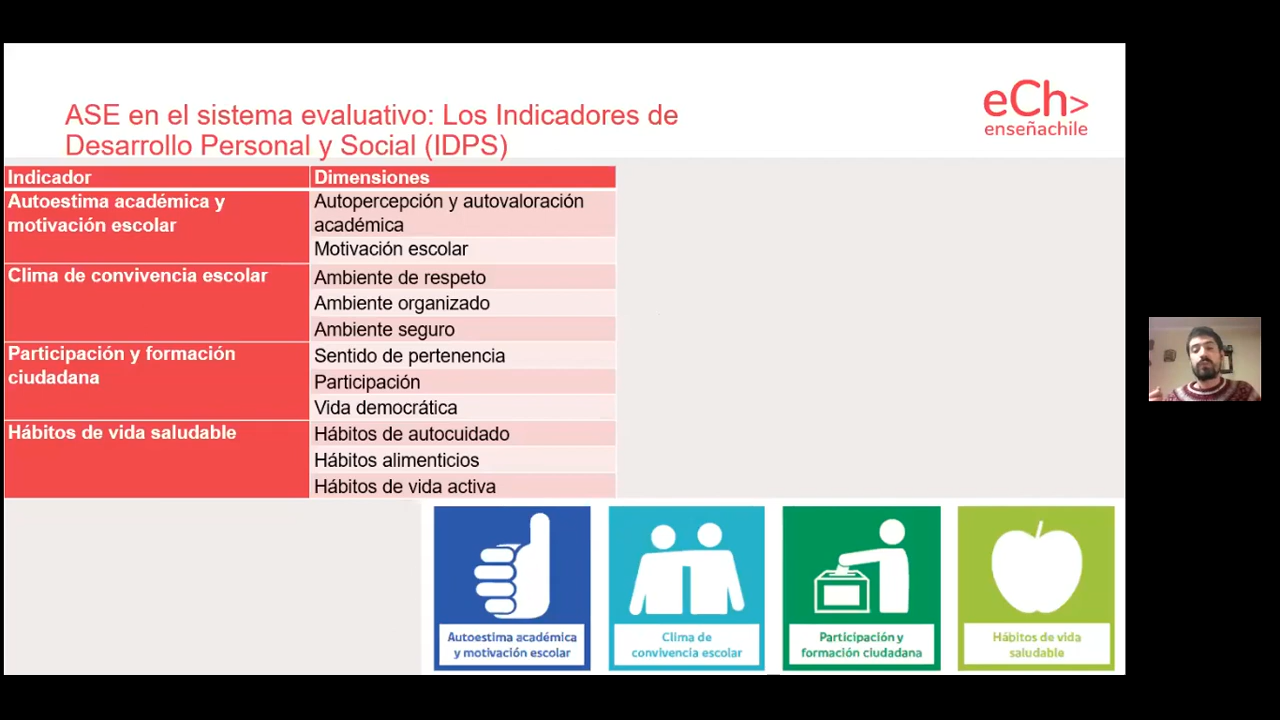 ASE en el sistema evaluativo: Los Indicadores de
Desarrollo Personal y Social (IDPS)
eCh>
enseñachile
Indicador
Dimensiones
Autoestima académica y
motivación escolar
Autopercepción y autovaloración
académica
Motivación escolar
Clima de convivencia escolar
Ambiente de respeto
Ambiente organizado
Ambiente seguro
Participación y formación
ciudadana
Sentido de pertenencia
Participación
Vida democrática
Hábitos de vida saludable
Hábitos de autocuidado
Hábitos alimenticios
Hábitos de vida activa
Autoestima académica
y motivación escolar
Clima de
convivencia escolar
Participación y
formación ciudadana
Hábitos de vida
saludable